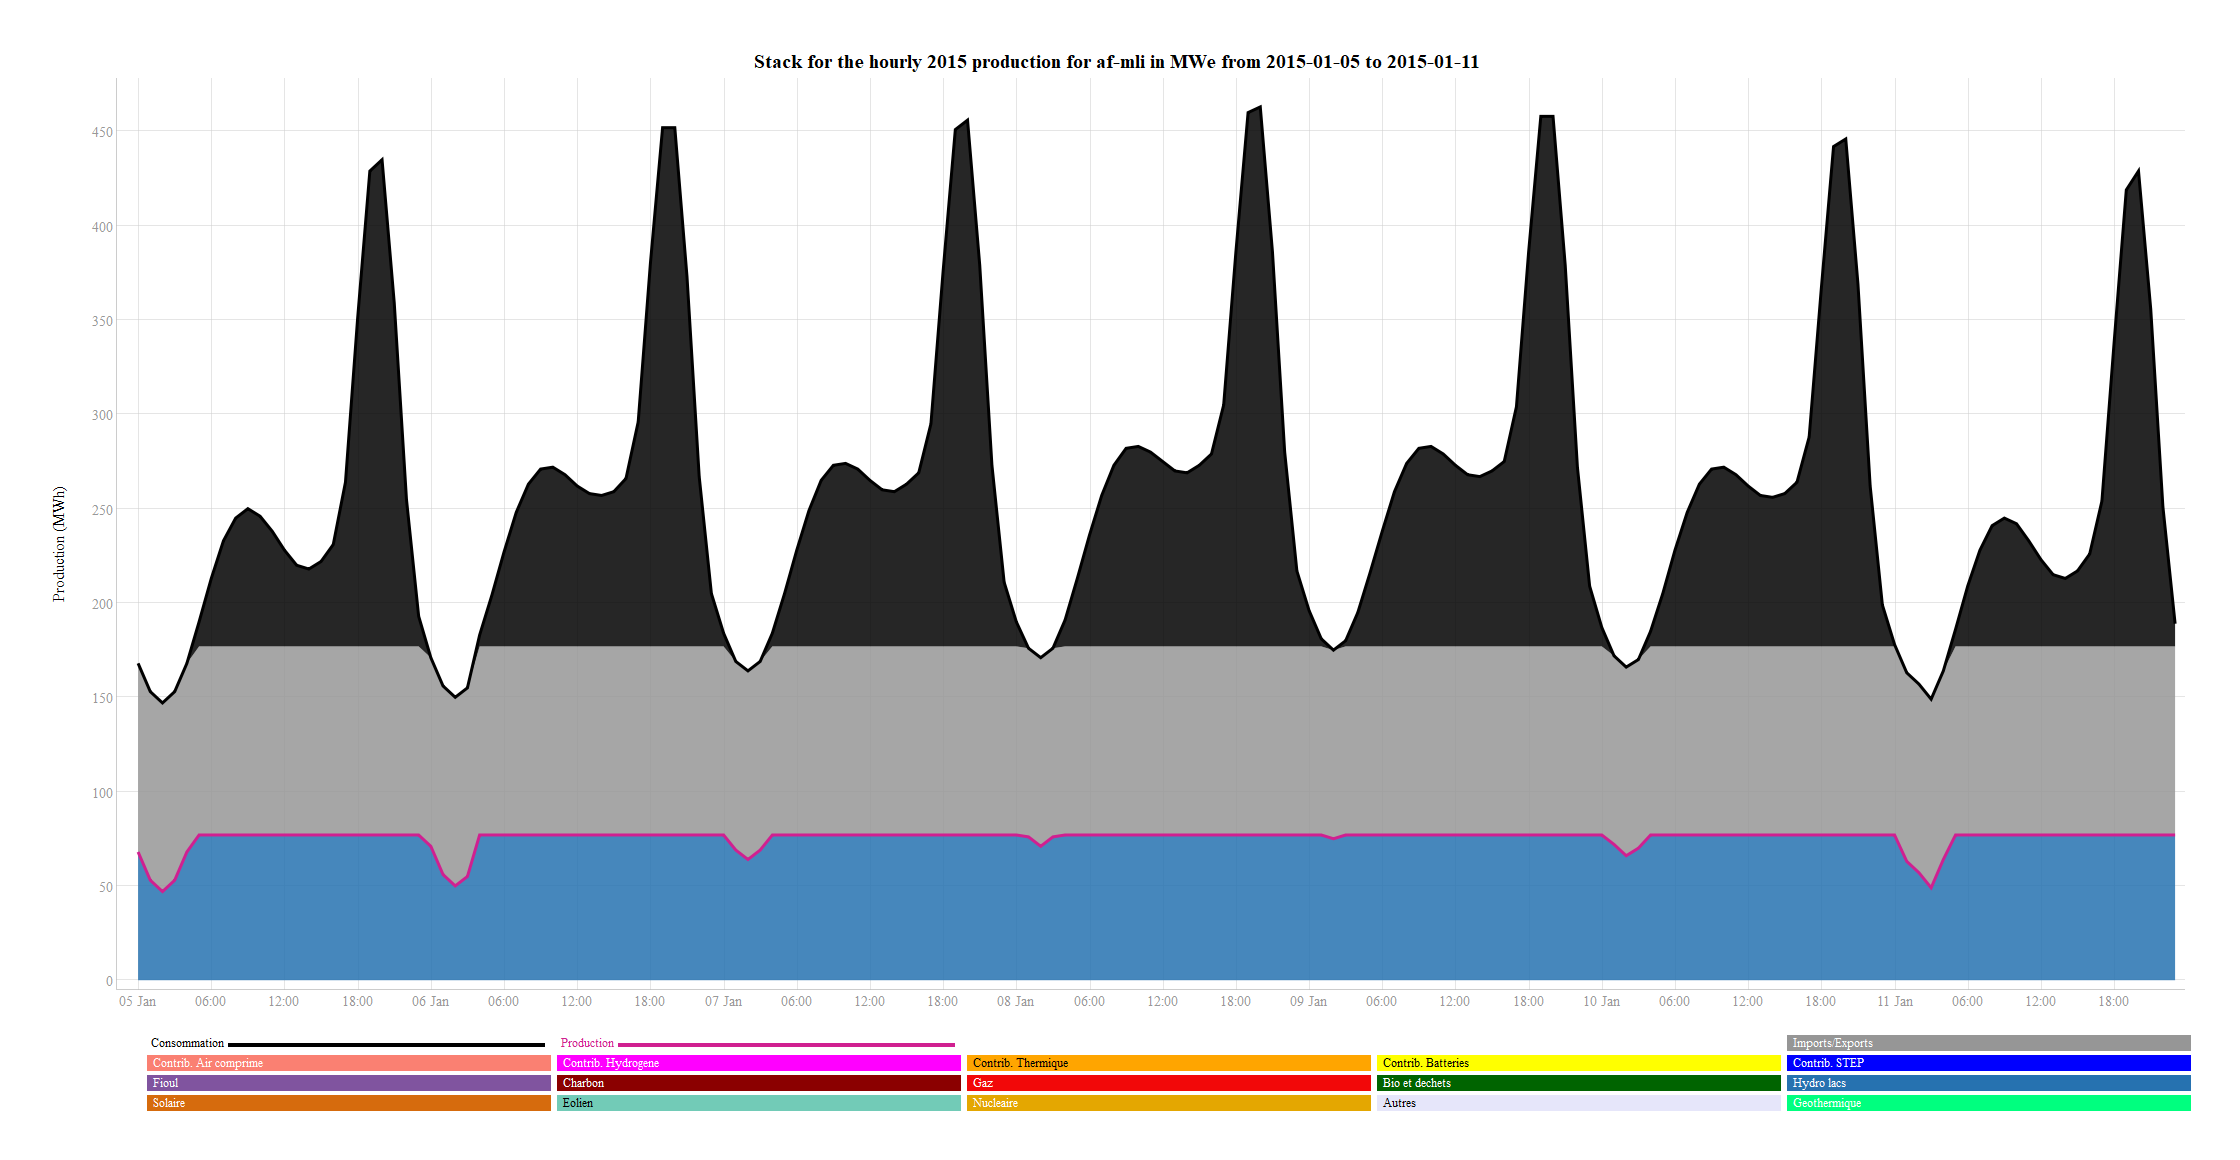 Stack for the hourly 2015 production for af-mli in MWe from 2015-01-05 to 2015-01-11
450
400
350
300
250
200
150
100
50
0
Production (MWh)
05 Jan 06:00 12:00 18:00 06 Jan 06:00 12:00 18:00 07 Jan 06:00 12:00 18:00 08 Jan 06:00 12:00 18:00 09 Jan 06:00 12:00 18:00 10 Jan 06:00 12:00 18:00 11 Jan 06:00 12:00 18:00
Consommation Production Imports/Exports
Contrib. Air comprime Contrib. Hydrogene Contrib. Thermique Contrib. Batteries Contrib. STEP
Fioul Charbon Gaz Bio et dechets Hydro lacs
Solaire Eolien Nucleaire Autres Geothermique